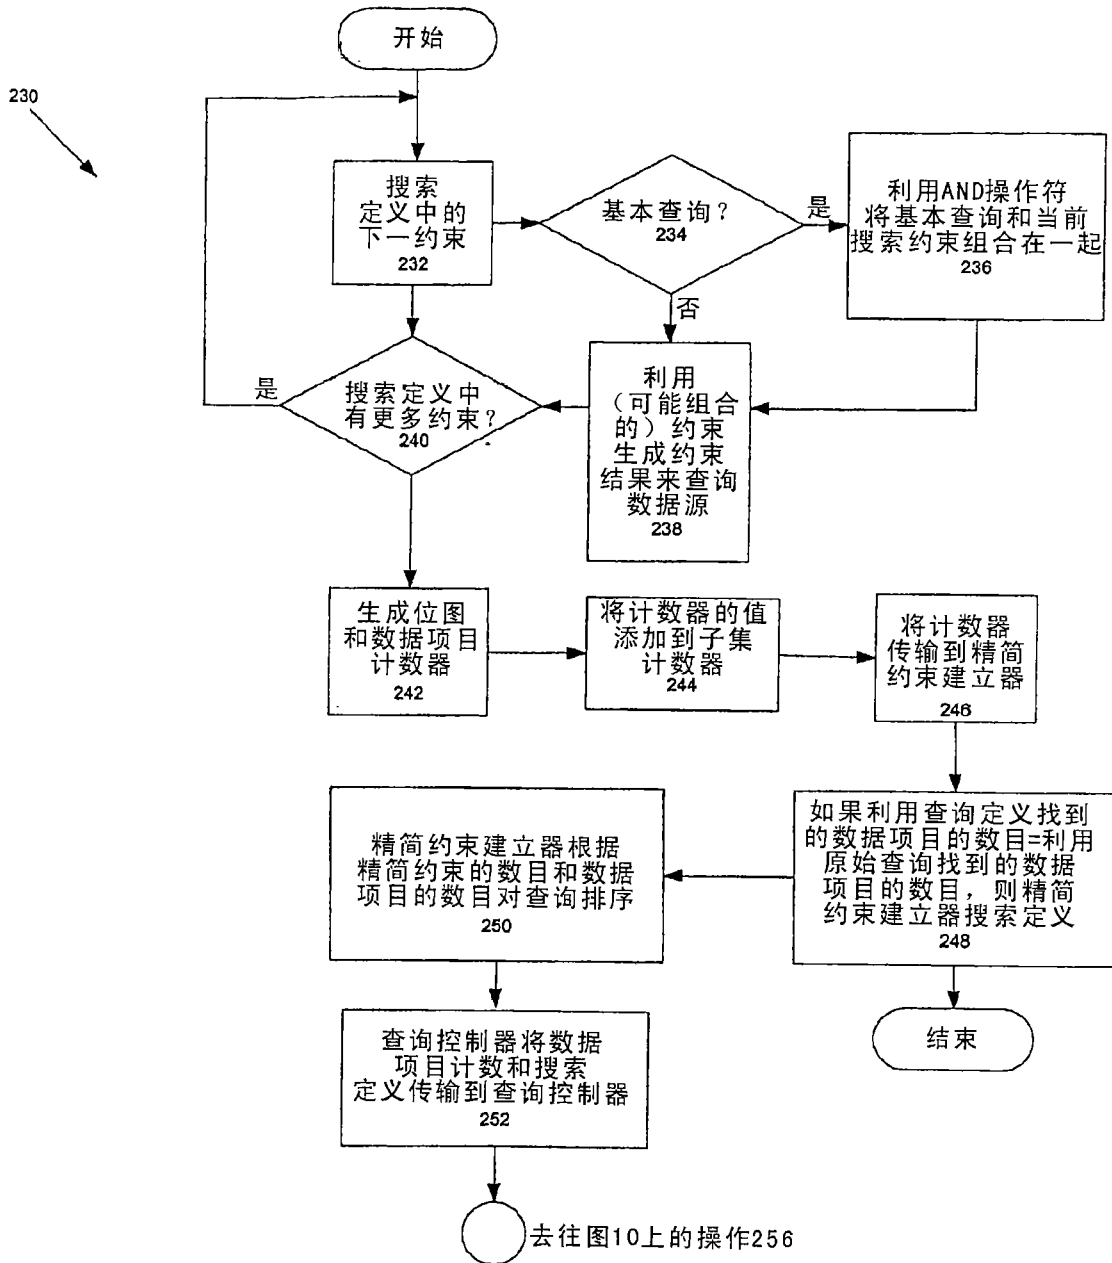 开始
230
搜索
定义中的
下一约束
232
基本查询？
234
是
利用AND操作符
将基本查询和当前
搜索约束组合在一起
236
否
是
搜索定义中
有更多约束？
240
利用
（可能组合
的）约束
生成约束
结果来查询
数据源
238
生成位图
和数据项目
计数器
242
将计数器的值
添加到子集
计数器
244
将计数器
传输到精简
约束建立器
246
如果利用查询定义找到
的数据项目的数目=利用
原始查询找到的数据
项目的数目，则精简
约束建立器搜索定义
248
精简约束建立器根据
精简约束的数目和数据
项目的数目对查询排序
250
结束
查询控制器将数据
项目计数和搜索
定义传输到查询控制器
252
去往图10上的操作256